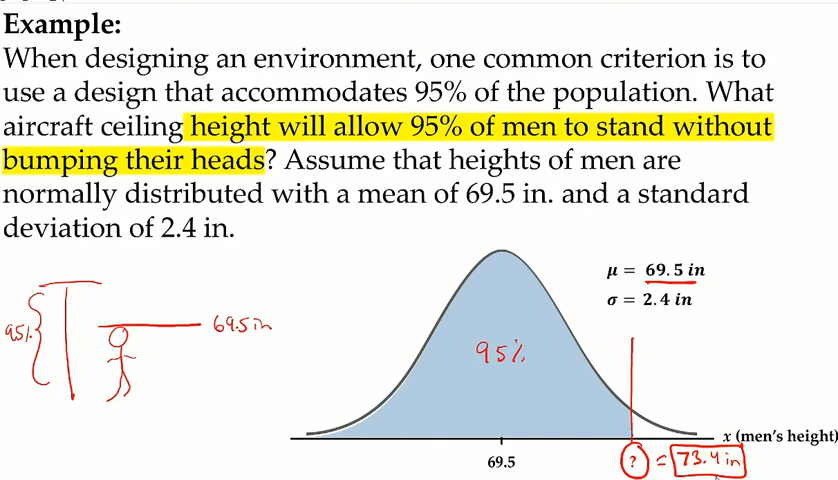 Example:
When designing an environment, one common criterion is to
use a design that accommodates 95% of the population. What
aircraft ceiling height will allow 95% of men to stand without
bumping their heads? Assume that heights of men are
normally distributed with a mean of 69.5 in. and a standard
deviation of 2.4 in.
μ = 69.5 in
σ = 2.4 in
95%
69.5 in
95%
x (men's height)
69.5
? = 73.4 in